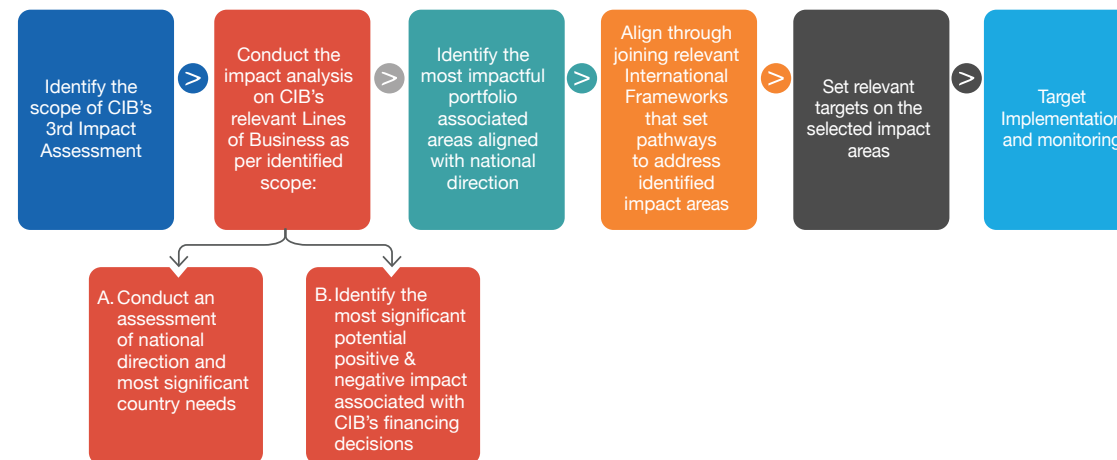 Identify the
scope of CIB's
3rd Impact
Assessment
>
Conduct the
impact analysis
on CIB's
relevant Lines
of Business as
per identified
scope:
>
Identify the
most impactful
portfolio
associated
areas aligned
with national
direction
>
Align through
joining relevant
International
Frameworks
that set
pathways
to address
identified
impact areas
>
Set relevant
targets on the
selected impact
areas
>
Target
Implementation
and monitoring
A. Conduct an
assessment
of national
direction and
most significant
country needs
B. Identify the
most significant
potential
positive &
negative impact
associated with
CIB's financing
decisions